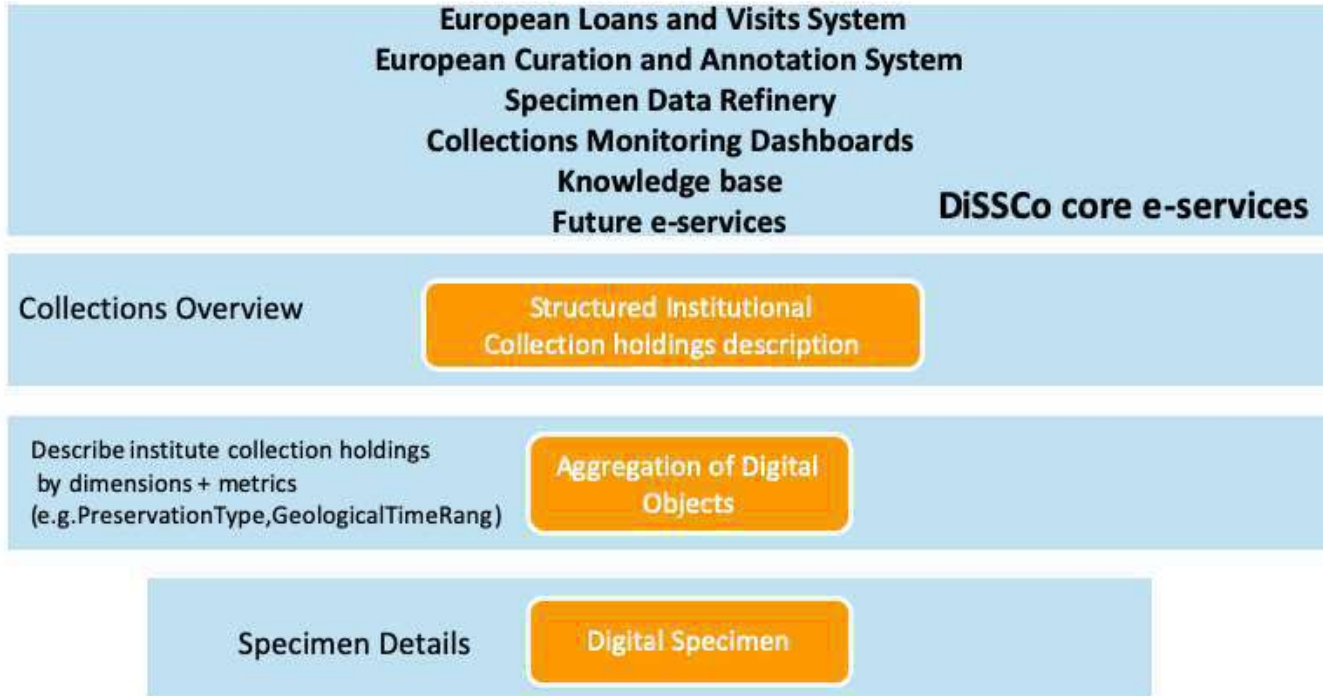 European Loans and Visits System
European Curation and Annotation System
Specimen Data Refinery
Collections Monitoring Dashboards
Knowledge base
Future e-services
DiSSCo core e-services
Collections Overview
Structured Institutional
Collection holdings description
Describe institute collection holdings
by dimensions + metrics
(e.g.PreservationType,GeologicalTimeRang)
Aggregation of Digital
Objects
Specimen Details
Digital Specimen